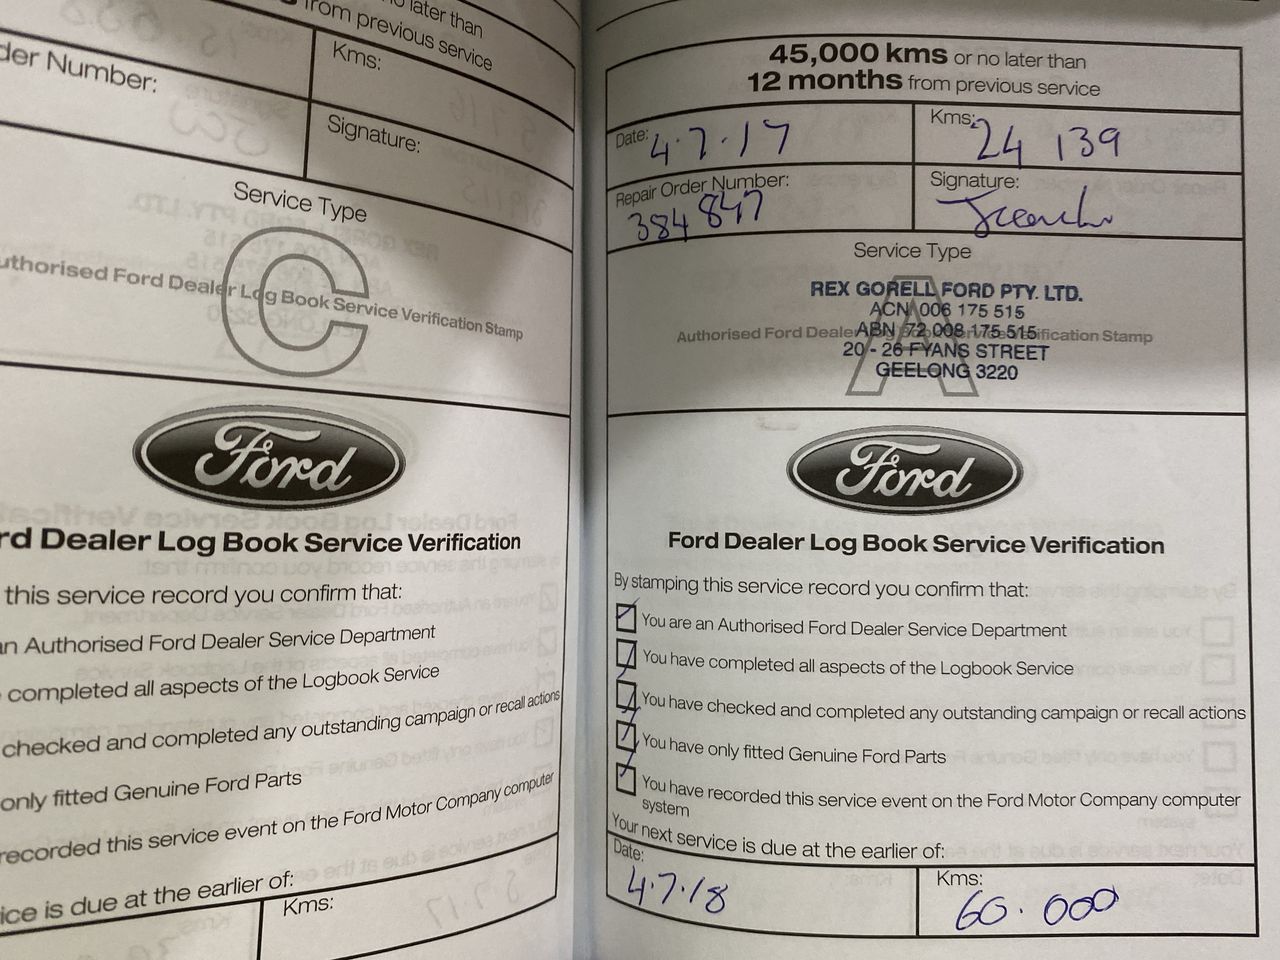 no later than
from previous service
der Number:
Kms:
Signature:
Service Type
C
uthorised Ford Dealer Log Book Service Verification Stamp
Ford
rd Dealer Log Book Service Verification
this service record you confirm that:
an Authorised Ford Dealer Service Department
completed all aspects of the Logbook Service
checked and completed any outstanding campaign or recall actions
only fitted Genuine Ford Parts
recorded this service event on the Ford Motor Company computer
ice is due at the earlier of:
Kms:
45,000 kms or no later than
12 months from previous service
Date: 4.7.17
Kms: 24 139
Repair Order Number: 384847
Signature:
Service Type
A
REX GORELL FORD PTY. LTD.
ACN 006 175 515
Authorised Ford Dealer Verification Stamp
ABN 72 008 175 515
20 - 26 FYANS STREET
GEELONG 3220
Ford
Ford Dealer Log Book Service Verification
By stamping this service record you confirm that:
You are an Authorised Ford Dealer Service Department
You have completed all aspects of the Logbook Service
You have checked and completed any outstanding campaign or recall actions
You have only fitted Genuine Ford Parts
You have recorded this service event on the Ford Motor Company computer
system
Your next service is due at the earlier of:
Date: 4.7.18
Kms: 60.000